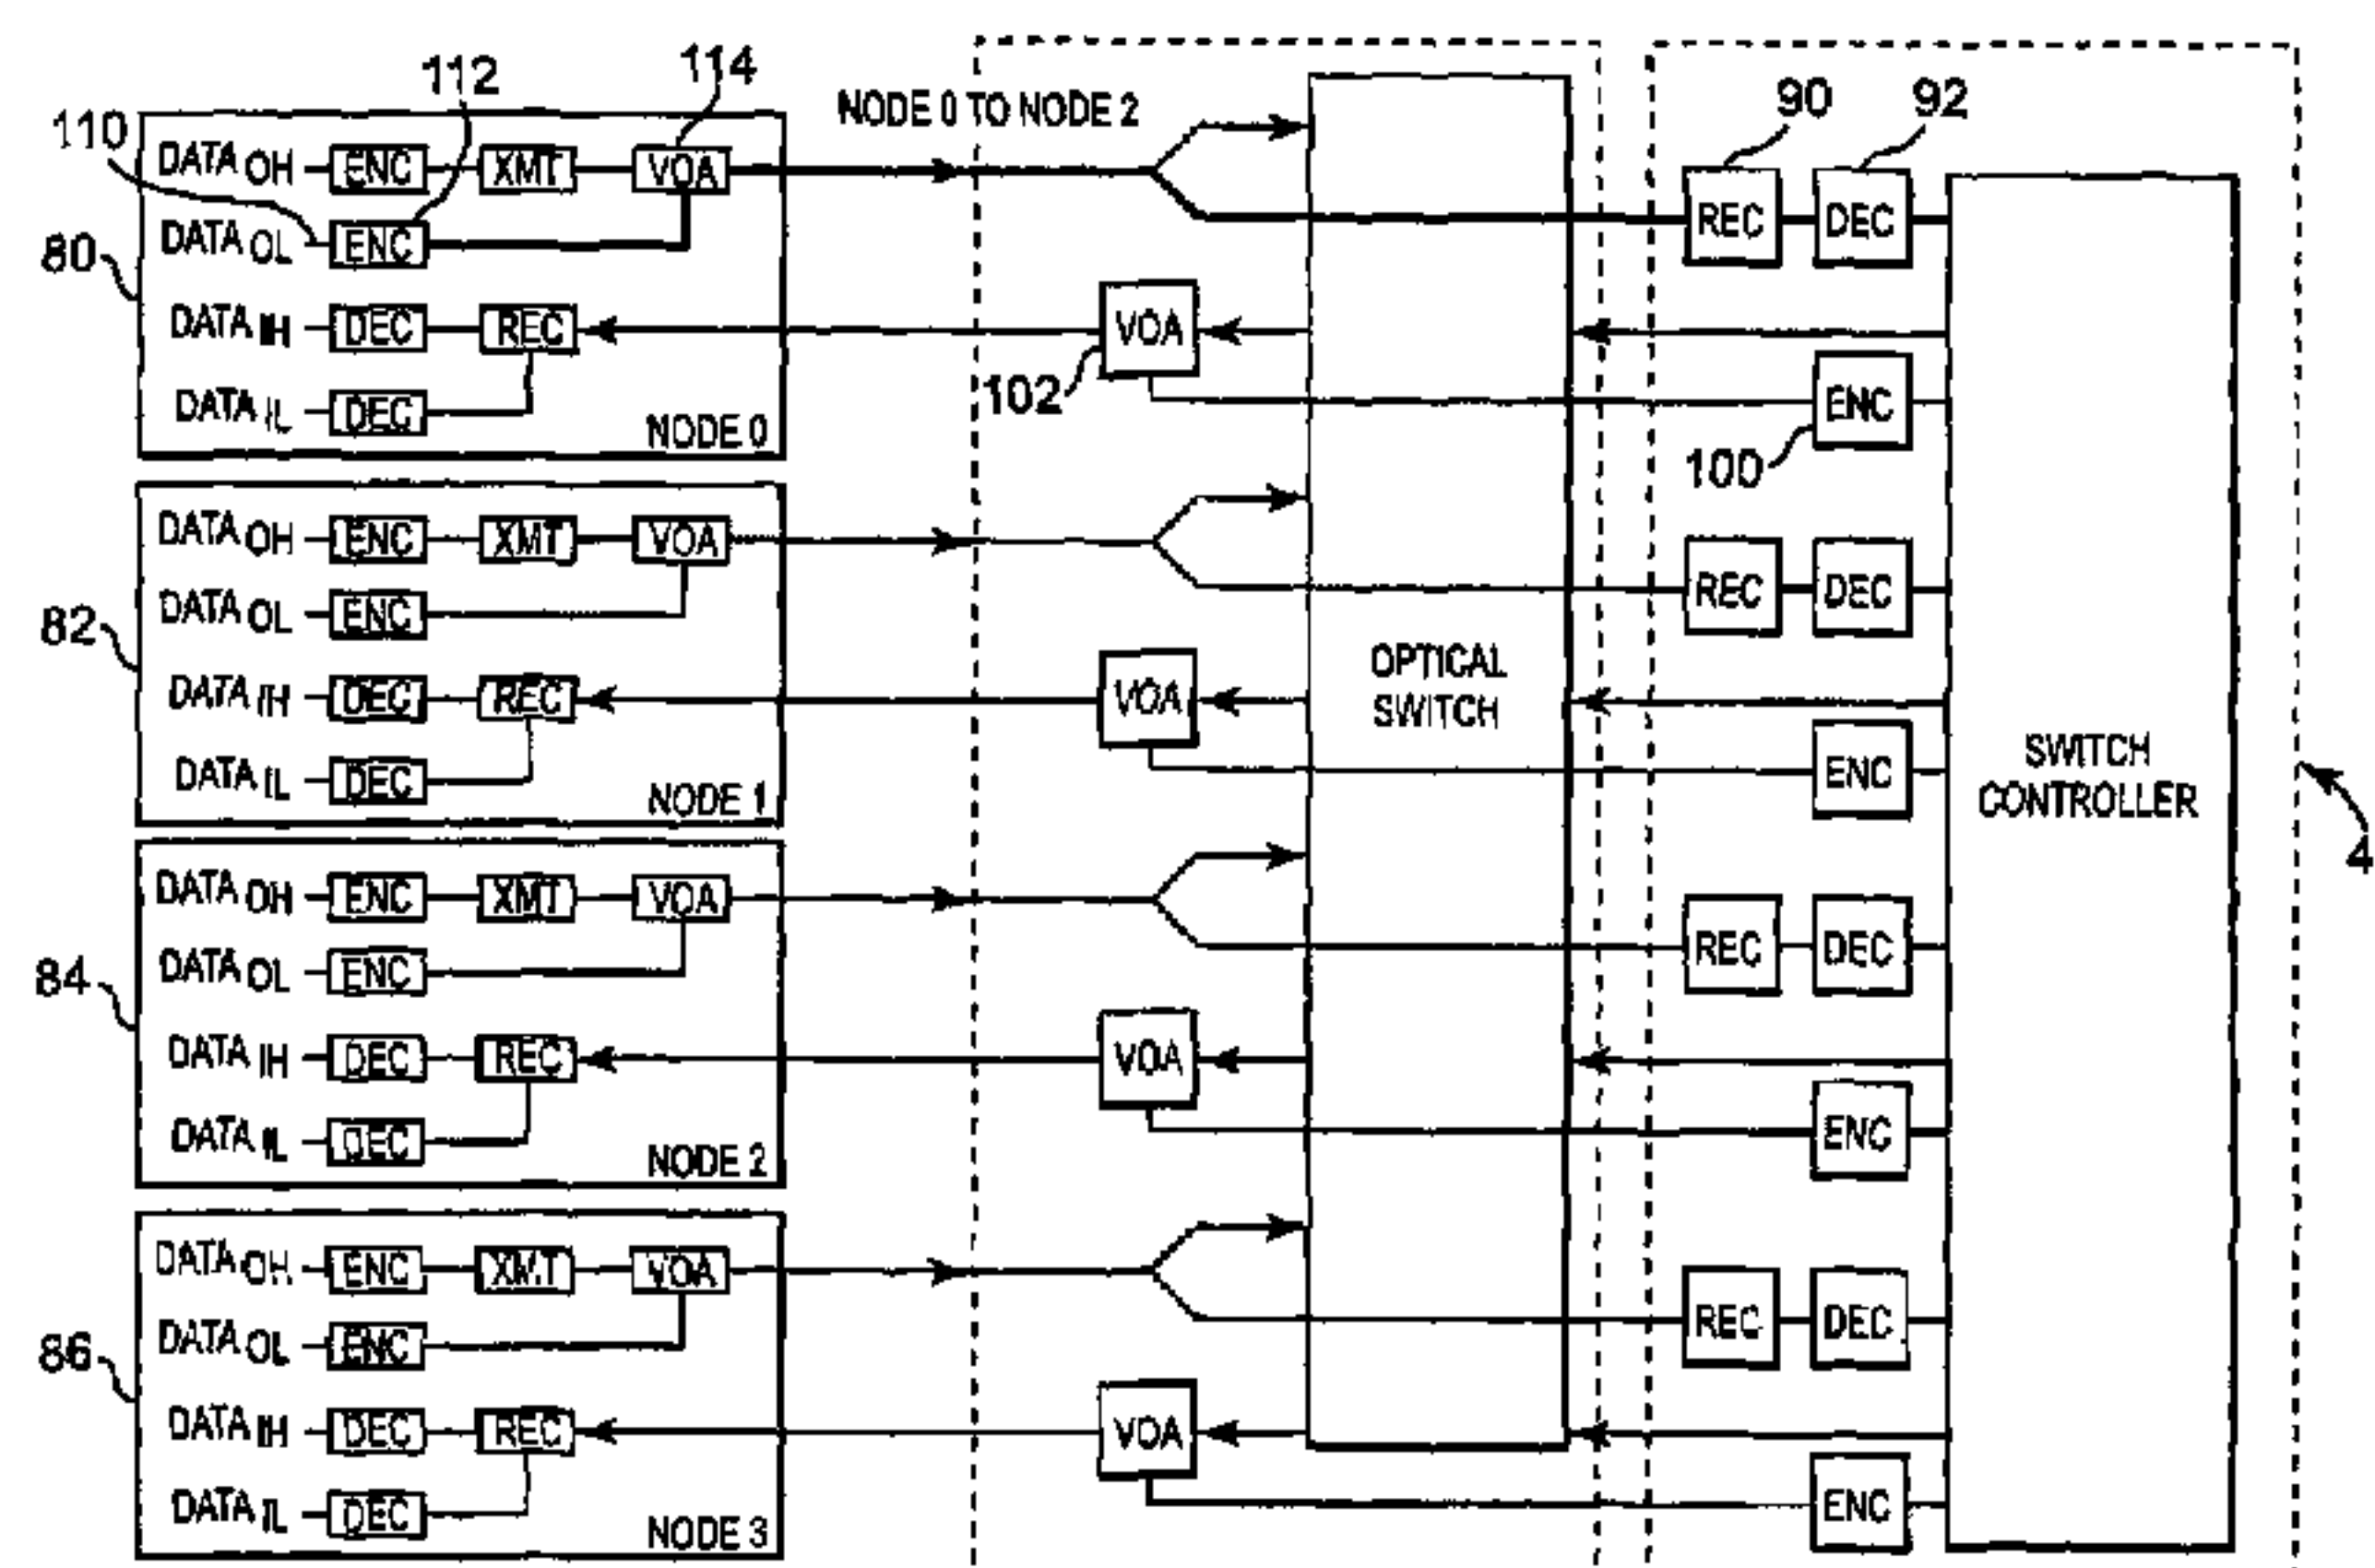 112
114
NODE 0 TO NODE 2
90
92
110
DATA OH ENC XMT VOA
REC DEC
DATA OL ENC
80
DATA IH DEC REC
VOA
102
ENC
100
DATA IL DEC
NODE 0
DATA OH ENC XMT VOA
REC DEC
DATA OL ENC
82
DATA IH DEC REC
VOA
OPTICAL
SWITCH
DATA IL DEC
ENC
NODE 1
SWITCH
CONTROLLER
4
DATA OH ENC XMT VOA
REC DEC
DATA OL ENC
84
DATA IH DEC REC
VOA
ENC
DATA IL DEC
NODE 2
DATA OH ENC XMT VOA
REC DEC
DATA OL ENC
86
DATA IH DEC REC
VOA
DATA IL DEC
ENC
NODE 3